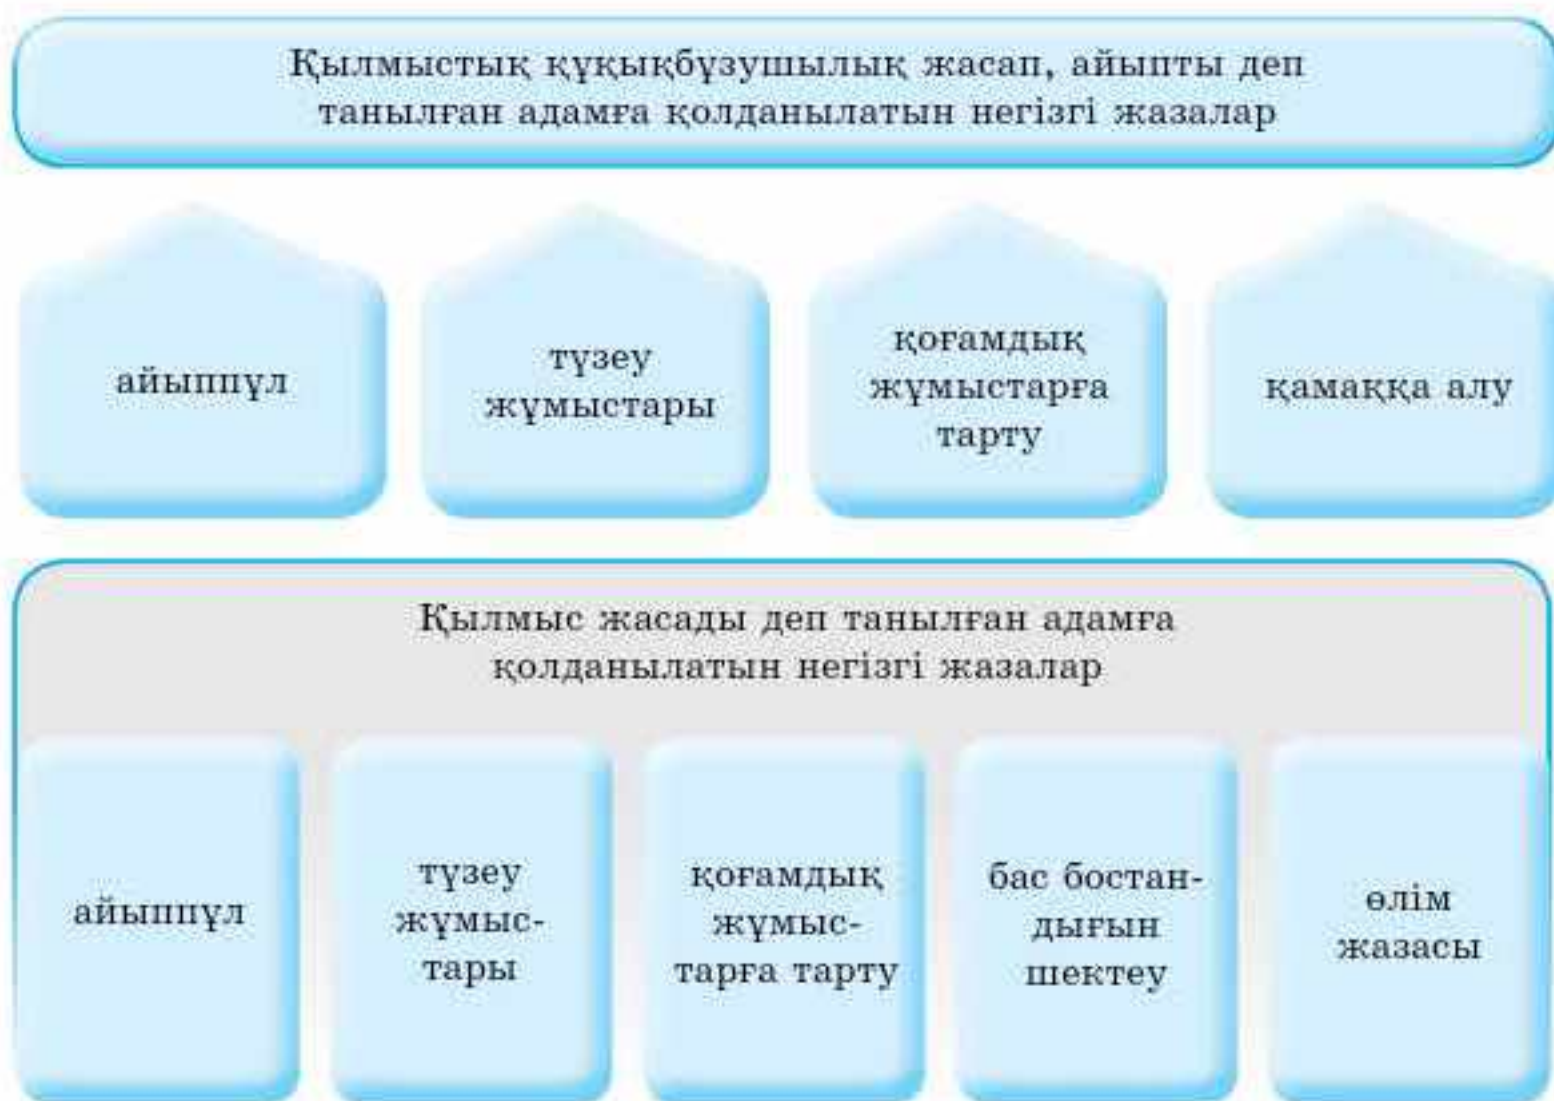 Қылмыстық құқықбұзушылық жасап, айыпты деп
танылған адамға қолданылатын негізгі жазалар
айыппұл
түзеу
жұмыстары
қоғамдық
жұмыстарға
тарту
қамаққа алу
Қылмыс жасады деп танылған адамға
қолданылатын негізгі жазалар
айыппұл
түзеу
жұмыс-
тары
қоғамдық
жұмыс-
тарға тарту
бас бостан-
дығын
шектеу
өлім
жазасы